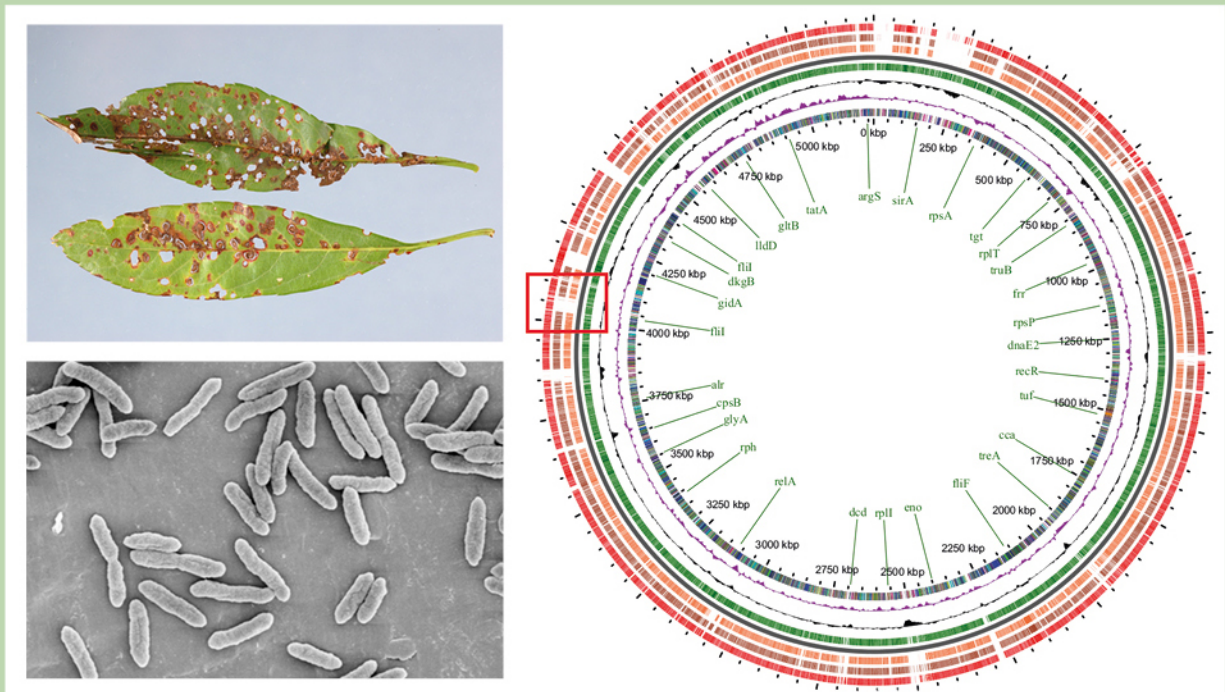 0 kbp
250 kbp
500 kbp
750 kbp
1000 kbp
1250 kbp
1500 kbp
1750 kbp
2000 kbp
2250 kbp
2500 kbp
2750 kbp
3000 kbp
3250 kbp
3500 kbp
3750 kbp
4000 kbp
4250 kbp
4500 kbp
4750 kbp
5000 kbp
argS
sirA
rpsA
tgt
rplT
truB
frr
rpsP
dnaE2
recR
tuf
cca
treA
fliF
eno
rplI
dcd
relA
rph
glyA
cpsB
alr
fliI
gidA
dkgB
fliI
lldD
gltB
tatA